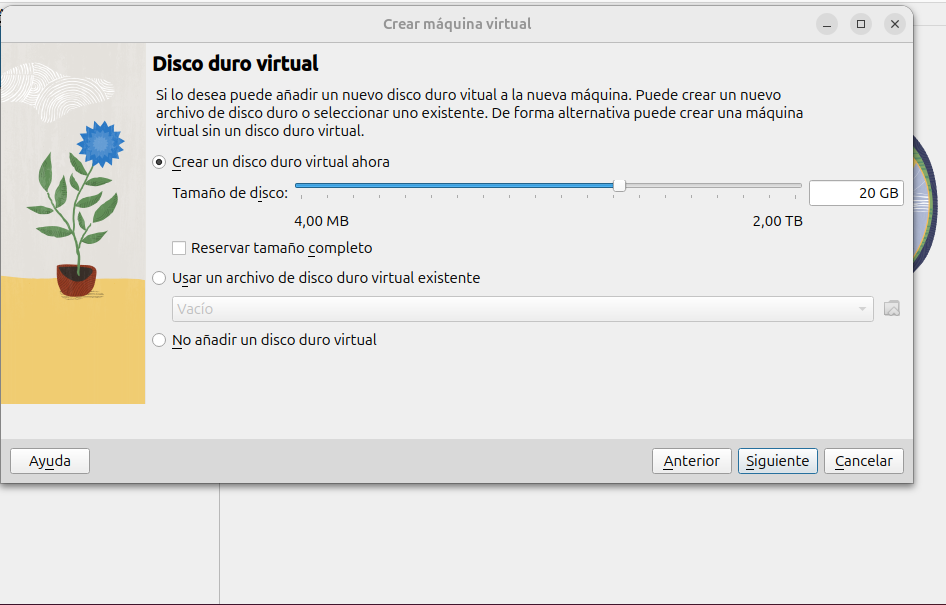 Crear máquina virtual
Disco duro virtual
Si lo desea puede añadir un nuevo disco duro vitual a la nueva máquina. Puede crear un nuevo
archivo de disco duro o seleccionar uno existente. De forma alternativa puede crear una máquina
virtual sin un disco duro virtual.
Crear un disco duro virtual ahora
Tamaño de disco:
20 GB
4,00 MB
2,00 TB
Reservar tamaño completo
Usar un archivo de disco duro virtual existente
Vacío
No añadir un disco duro virtual
Ayuda
Anterior
Siguiente
Cancelar